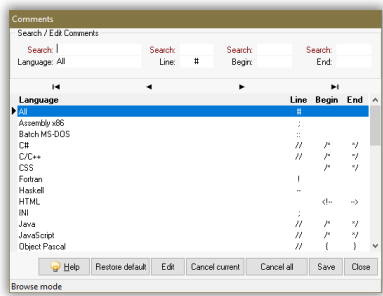 Comments
Search / Edit Comments
Search: Search: Search: Search:
Language: All Line: # Begin: End:
Language Line Begin End
All #
Assembly x86 ;
Batch MS-DOS ::
C# // /* */
C/C++ // /* */
CSS /* */
Fortran !
Haskell --
HTML <!-- -->
INI ;
Java // /* */
JavaScript // /* */
Object Pascal // { }
Help Restore default Edit Cancel current Cancel all Save Close
Browse mode